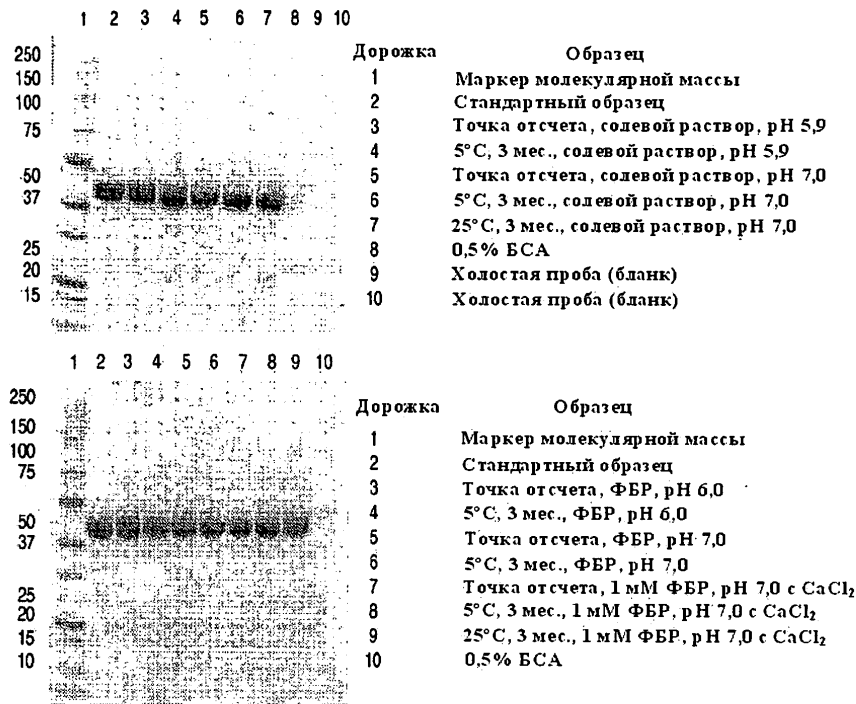 1 2 3 4 5 6 7 8 9 10
250
150
100
75
50
37
25
20
15
Дорожка Образец
1 Маркер молекулярной массы
2 Стандартный образец
3 Точка отсчета, солевой раствор, pH 5,9
4 5°C, 3 мес., солевой раствор, pH 5,9
5 Точка отсчета, солевой раствор, pH 7,0
6 5°C, 3 мес., солевой раствор, pH 7,0
7 25°C, 3 мес., солевой раствор, pH 7,0
8 0,5% БСА
9 Холостая проба (бланк)
10 Холостая проба (бланк)
1 2 3 4 5 6 7 8 9 10
250
150
100
75
50
37
25
20
15
10
Дорожка Образец
1 Маркер молекулярной массы
2 Стандартный образец
3 Точка отсчета, ФБР, pH 6,0
4 5°C, 3 мес., ФБР, pH 6,0
5 Точка отсчета, ФБР, pH 7,0
6 5°C, 3 мес., ФБР, pH 7,0
7 Точка отсчета, 1 мМ ФБР, pH 7,0 с CaCl₂
8 5°C, 3 мес., 1 мМ ФБР, pH 7,0 с CaCl₂
9 25°C, 3 мес., 1 мМ ФБР, pH 7,0 с CaCl₂
10 0,5% БСА